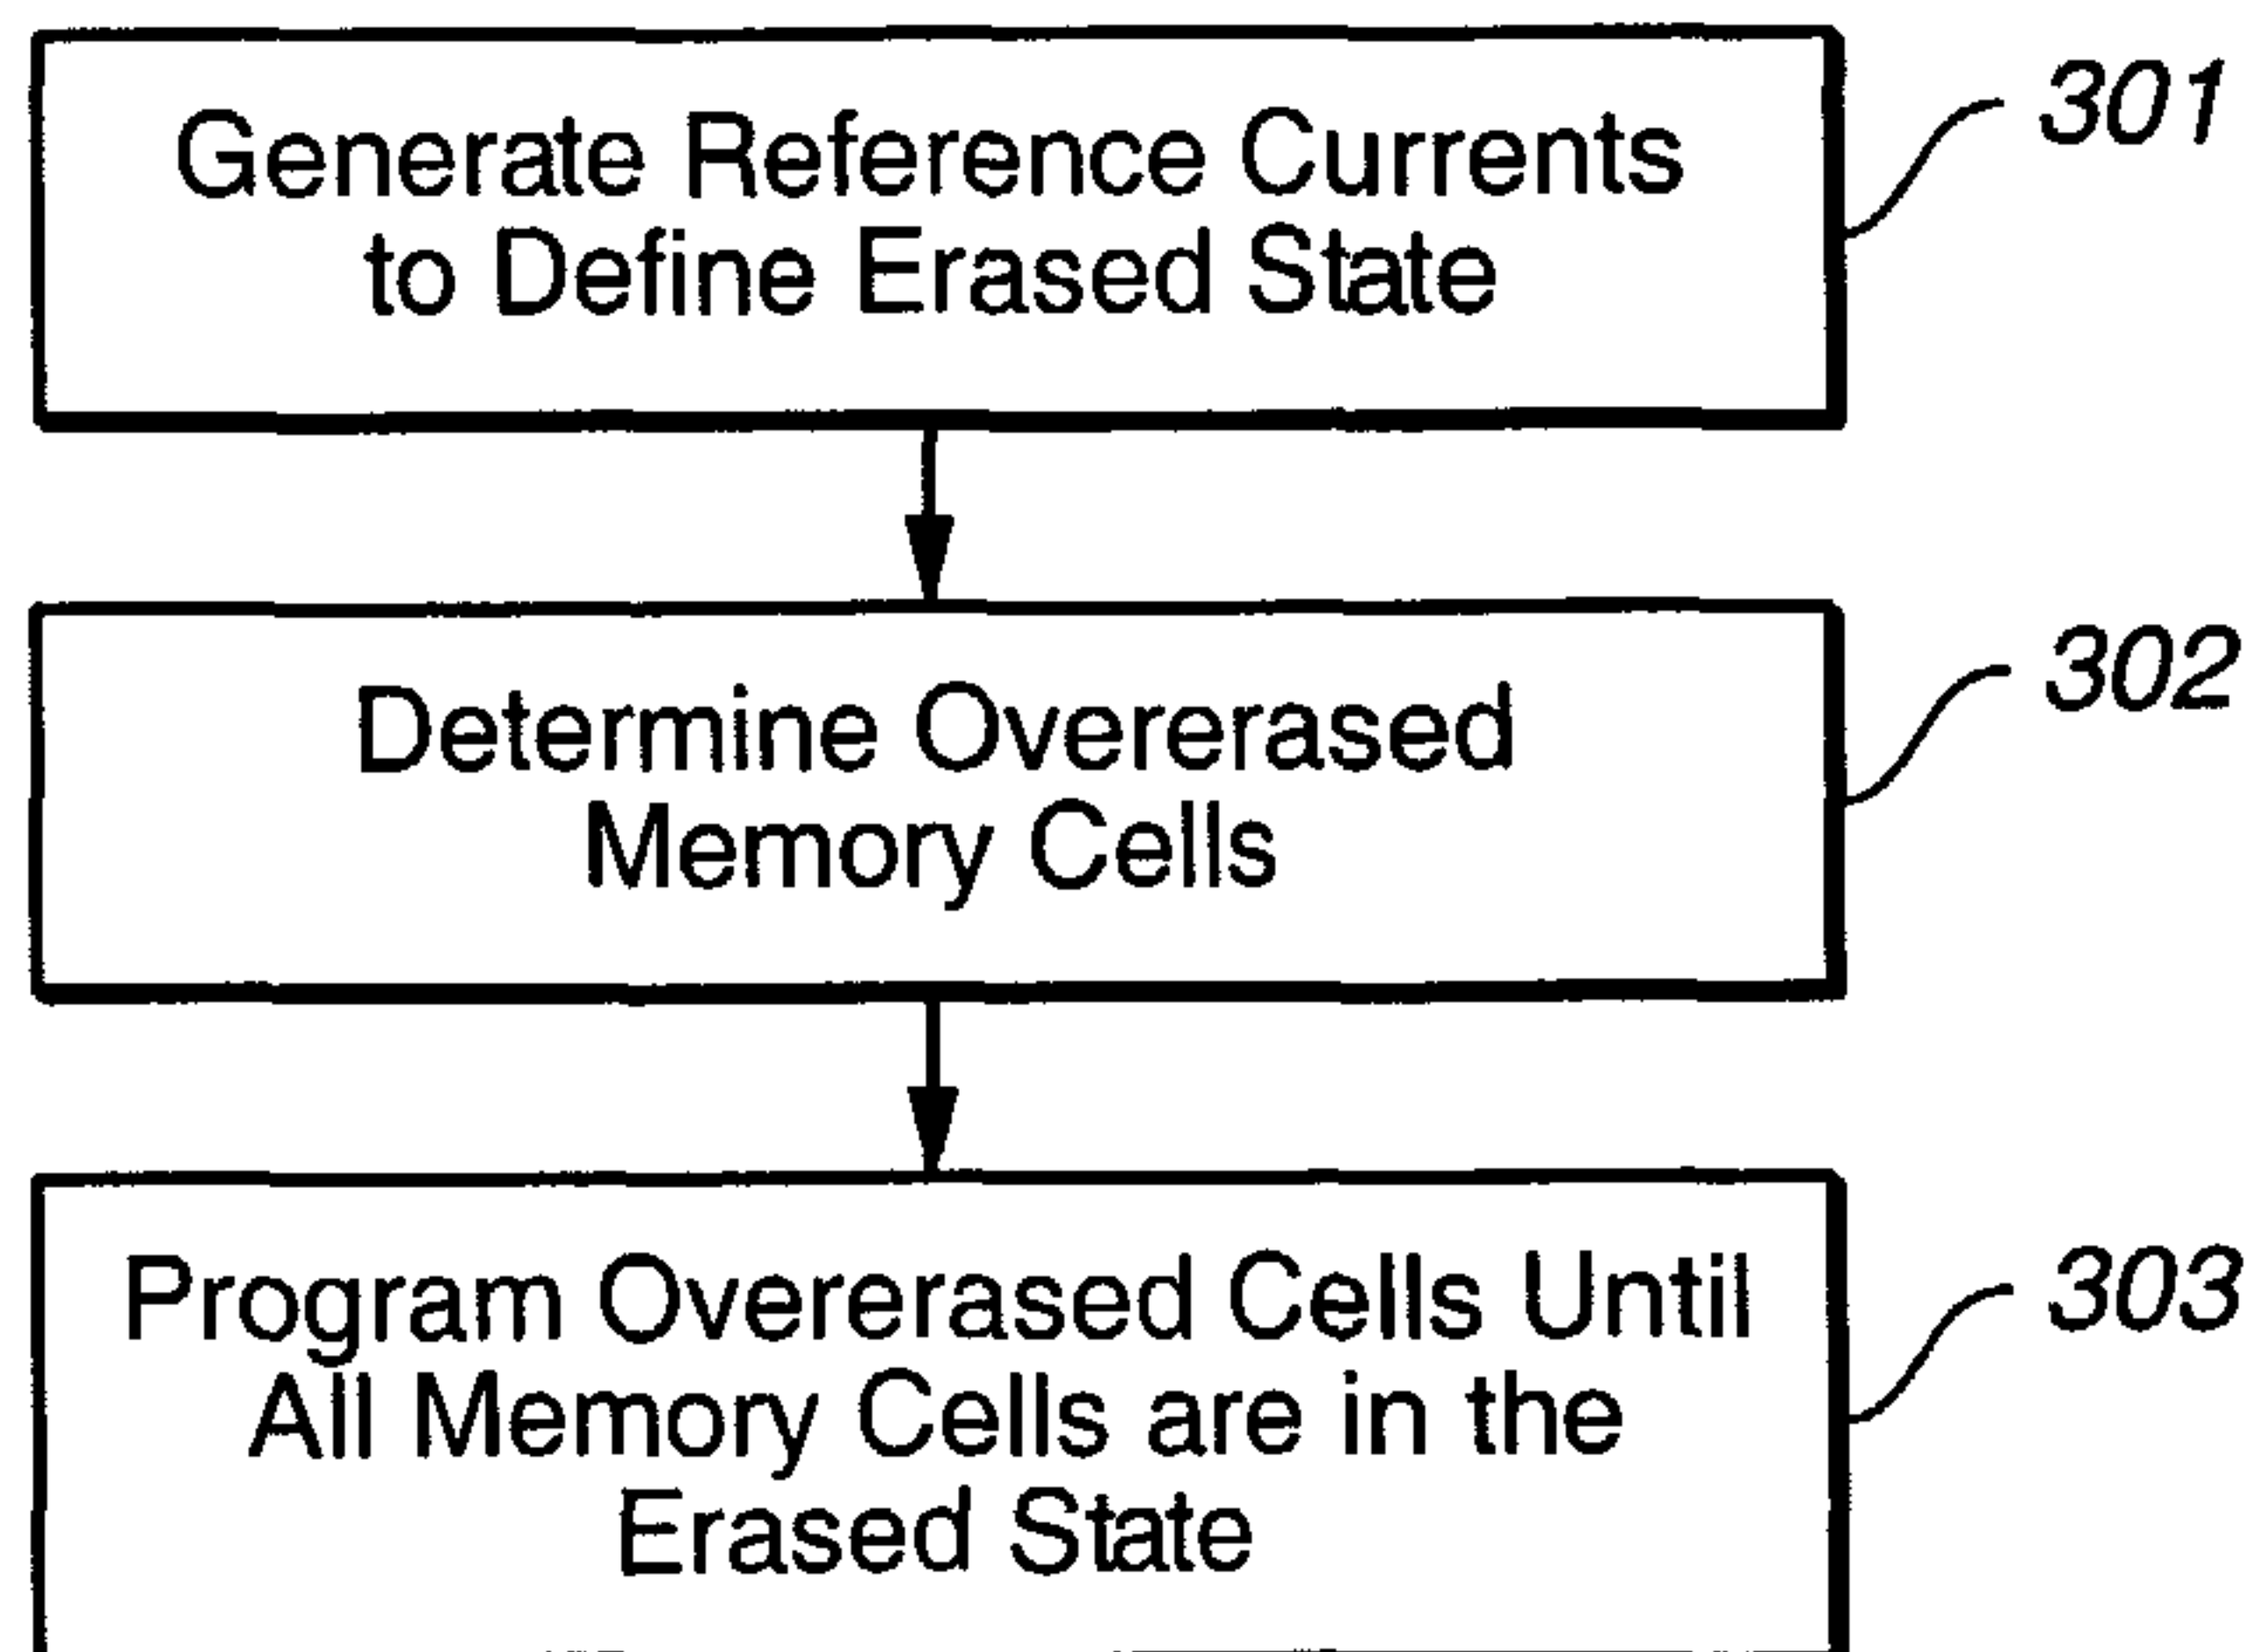 Generate Reference Currents
to Define Erased State
301
Determine Overerased
Memory Cells
302
Program Overerased Cells Until
All Memory Cells are in the
Erased State
303